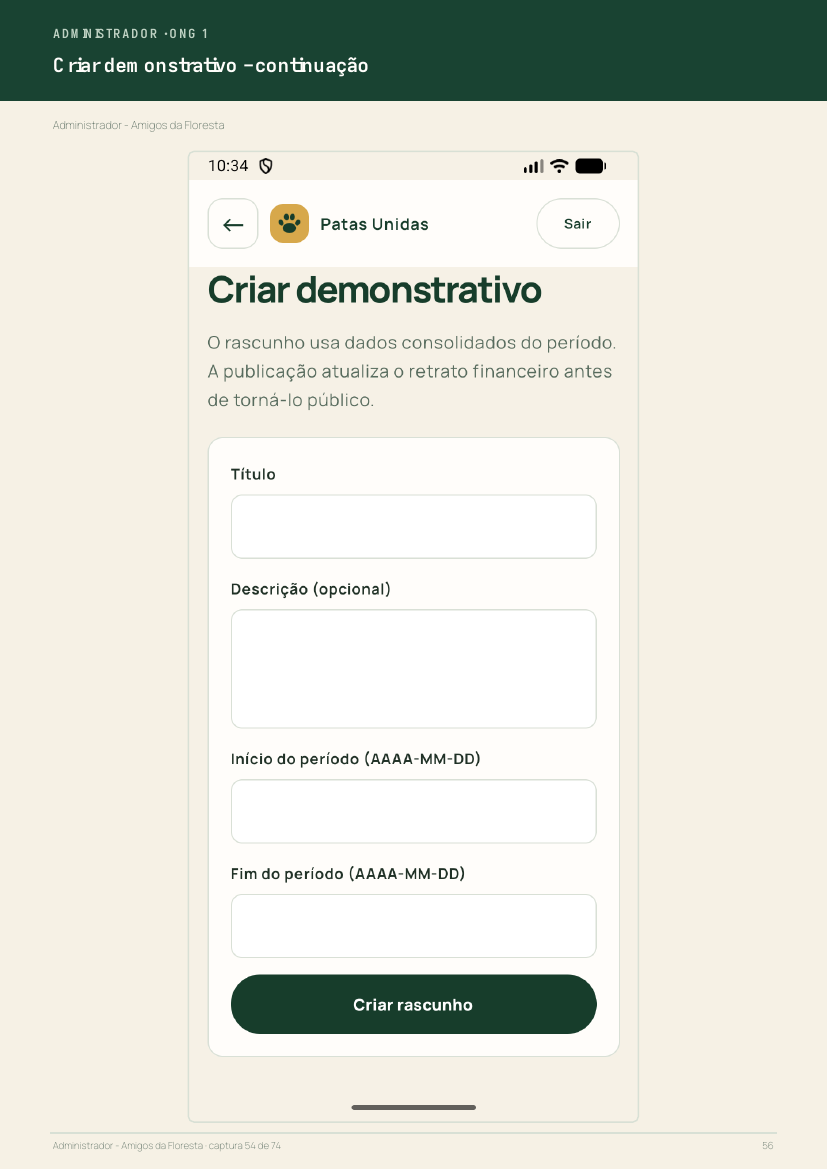 ADMINISTRADOR · ONG 1
Criar demonstrativo – continuação
Administrador - Amigos da Floresta
10:34
Patas Unidas
Sair
Criar demonstrativo
O rascunho usa dados consolidados do período.
A publicação atualiza o retrato financeiro antes
de torná-lo público.
Título
Descrição (opcional)
Início do período (AAAA-MM-DD)
Fim do período (AAAA-MM-DD)
Criar rascunho
Administrador - Amigos da Floresta · captura 54 de 74
56